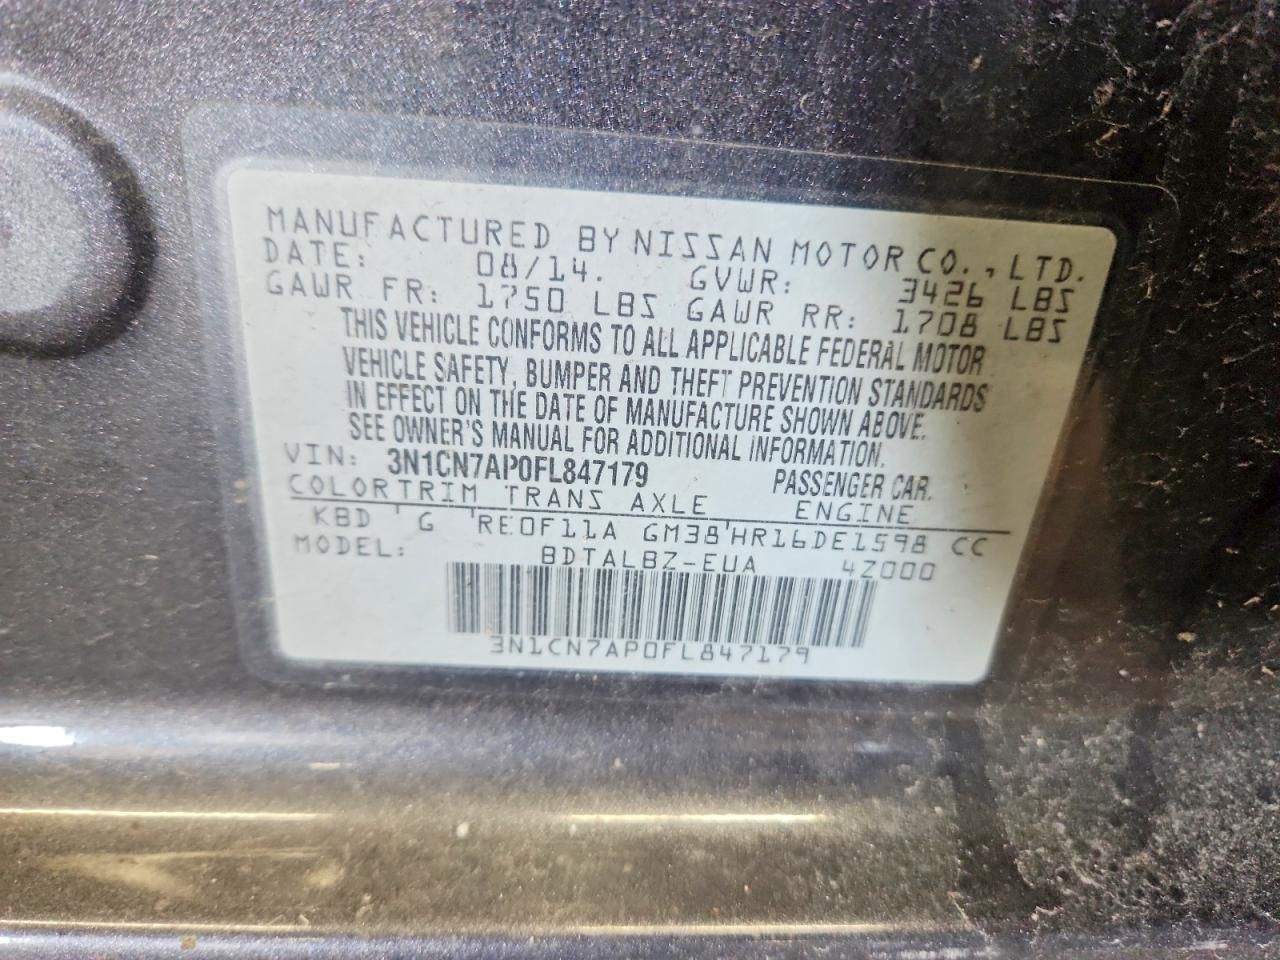 MANUFACTURED BY NISSAN MOTOR CO., LTD.
DATE: 08/14. GVWR: 3426 LBS
GAWR FR: 1750 LBS GAWR RR: 1708 LBS
THIS VEHICLE CONFORMS TO ALL APPLICABLE FEDERAL MOTOR
VEHICLE SAFETY, BUMPER AND THEFT PREVENTION STANDARDS
IN EFFECT ON THE DATE OF MANUFACTURE SHOWN ABOVE.
SEE OWNER'S MANUAL FOR ADDITIONAL INFORMATION.
VIN: 3N1CN7AP0FL847179 PASSENGER CAR.
COLOR TRIM TRANS AXLE ENGINE
KBD G RE0F11A GM38 HR16DE1598 CC
MODEL: BDTALBZ-EUA 4Z000
3N1CN7AP0FL847179